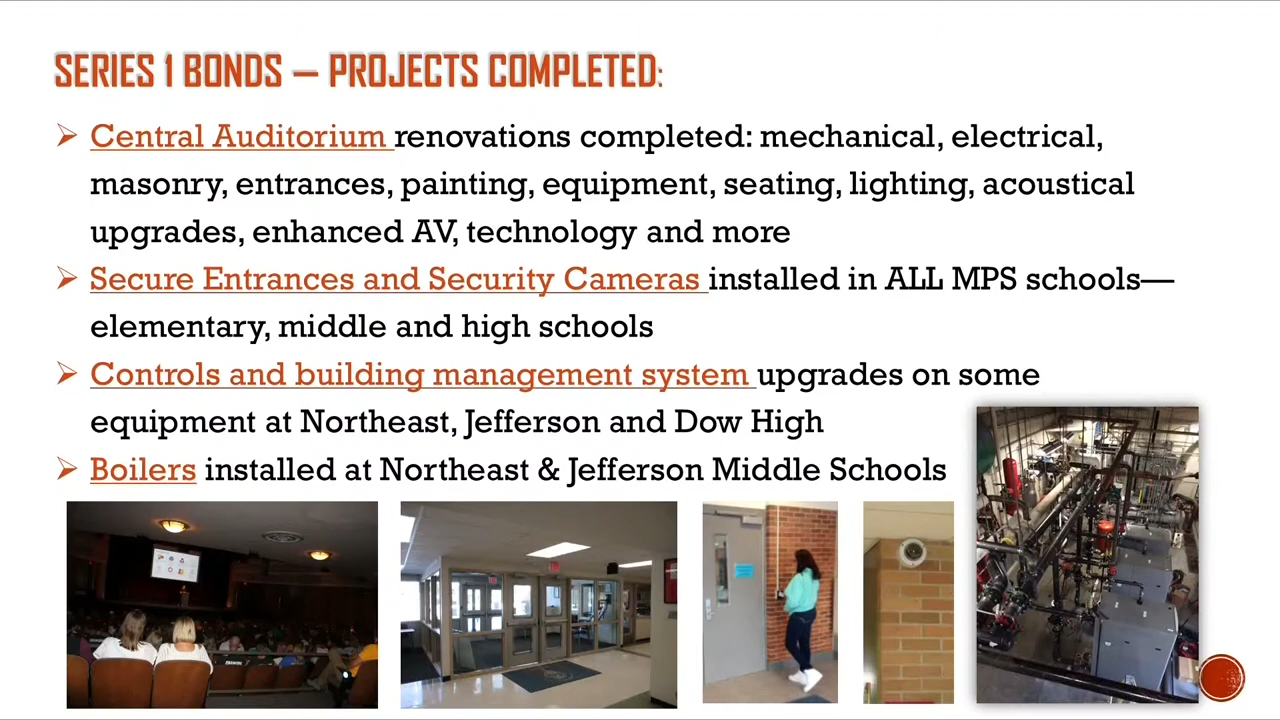 SERIES 1 BONDS – PROJECTS COMPLETED:
Central Auditorium renovations completed: mechanical, electrical,
masonry, entrances, painting, equipment, seating, lighting, acoustical
upgrades, enhanced AV, technology and more
Secure Entrances and Security Cameras installed in ALL MPS schools—
elementary, middle and high schools
Controls and building management system upgrades on some
equipment at Northeast, Jefferson and Dow High
Boilers installed at Northeast & Jefferson Middle Schools